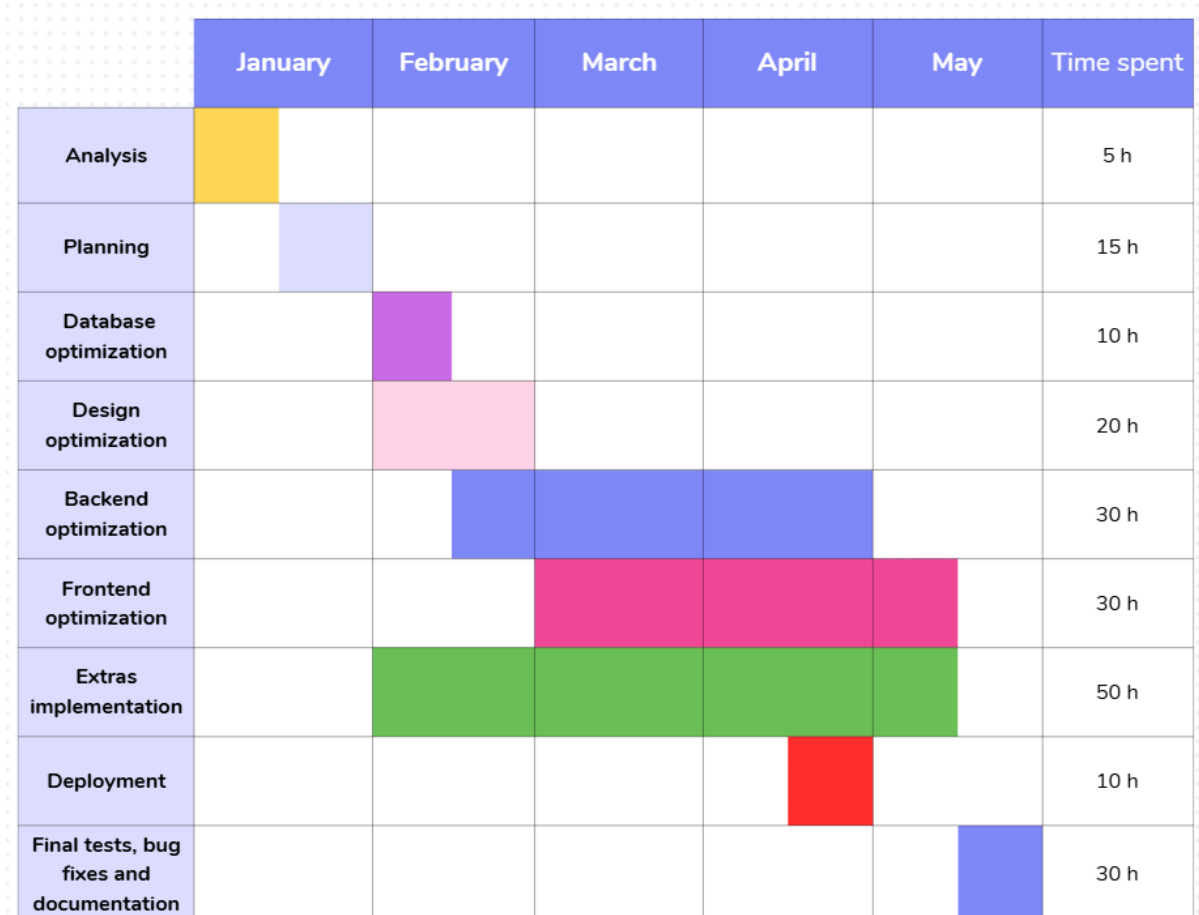 January February March April May Time spent
Analysis 5 h
Planning 15 h
Database
optimization 10 h
Design
optimization 20 h
Backend
optimization 30 h
Frontend
optimization 30 h
Extras
implementation 50 h
Deployment 10 h
Final tests, bug
fixes and
documentation 30 h